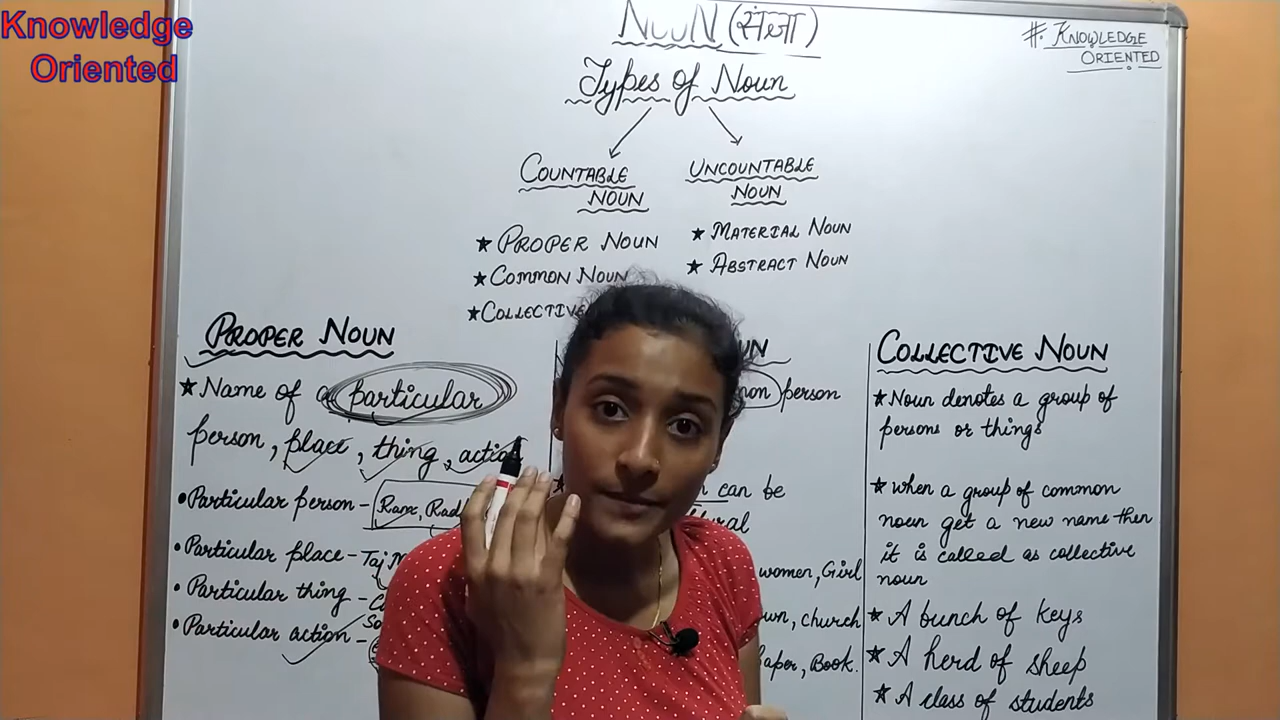 Knowledge
Oriented
NOUN (संज्ञा)
#. KNOWLEDGE
ORIENTED
Types of Noun
COUNTABLE
NOUN
UNCOUNTABLE
NOUN
★ PROPER NOUN
★ COMMON NOUN
★ COLLECTIVE
★ MATERIAL NOUN
★ ABSTRACT NOUN
PROPER NOUN
★ Name of a particular
person, place, thing, action
• Particular person -
• Particular place - Taj
• Particular thing -
• Particular action -
person
can be
women, Girl
church
Book.
COLLECTIVE NOUN
★ Noun denotes a group of
persons or things
★ when a group of common
noun get a new name then
it is called as collective
noun
★ A bunch of keys
★ A herd of sheep
★ A class of students